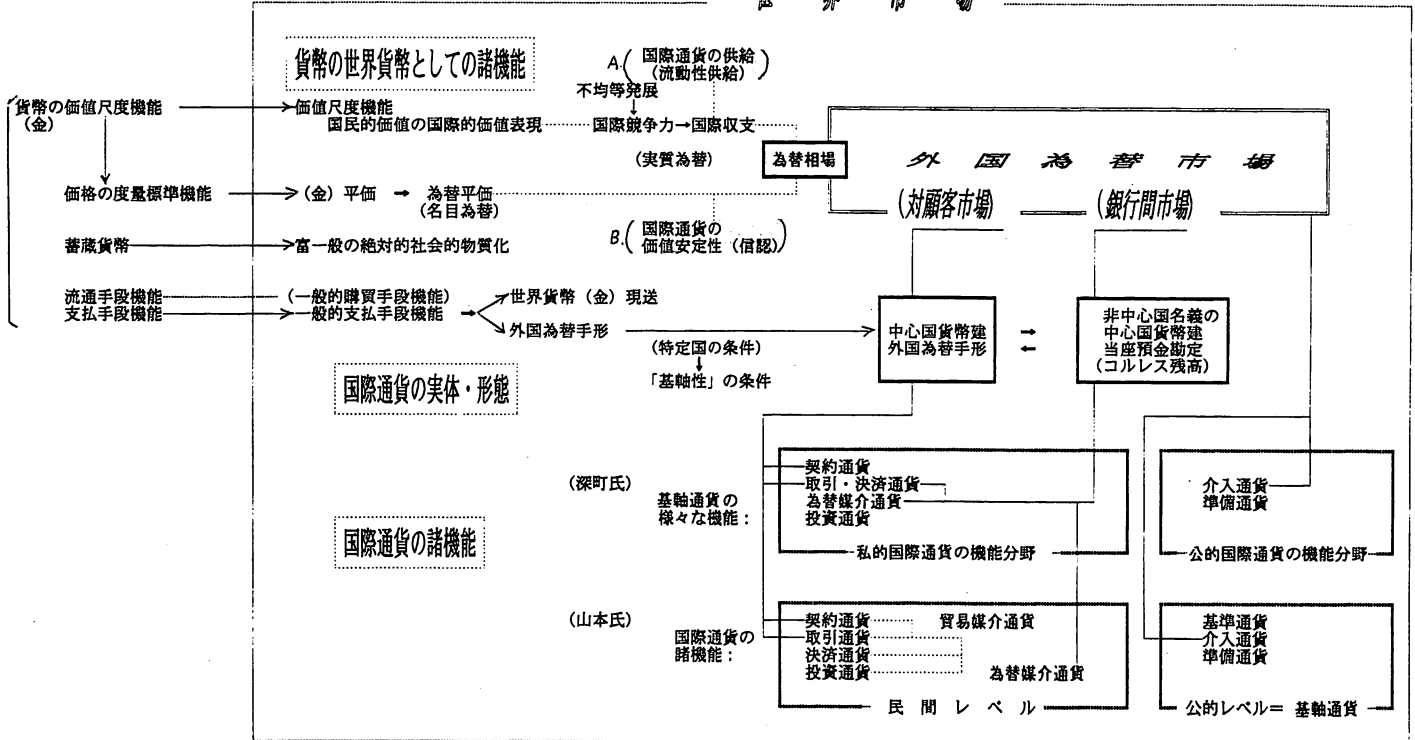 世 界 市 場
貨幣の世界貨幣としての諸機能
A.(国際通貨の供給
(流動性供給))
不均等発展
貨幣の価値尺度機能
(金)
価値尺度機能
国民的価値の国際的価値表現
国際競争力→国際収支
(実質為替)
為替相場
外 国 為 替 市 場
(対顧客市場)
(銀行間市場)
価格の度量標準機能
(金)平価 → 為替平価
(名目為替)
B.(国際通貨の
価値安定性(信認))
蓄蔵貨幣
富一般の絶対的社会的物質化
流通手段機能
支払手段機能
(一般的購買手段機能)
一般的支払手段機能 →
世界貨幣(金)現送
外国為替手形
(特定国の条件)
「基軸性」の条件
中心国貨幣建
外国為替手形
→
←
非中心国名義の
中心国貨幣建
当座預金勘定
(コルレス残高)
国際通貨の実体・形態
国際通貨の諸機能
(深町氏)
基軸通貨の
様々な機能:
契約通貨
取引・決済通貨
為替媒介通貨
投資通貨
私的国際通貨の機能分野
介入通貨
準備通貨
公的国際通貨の機能分野
(山本氏)
国際通貨の
諸機能:
契約通貨
取引通貨
決済通貨
投資通貨
貿易媒介通貨
為替媒介通貨
民 間 レ ベ ル
基準通貨
介入通貨
準備通貨
公的レベル= 基軸通貨